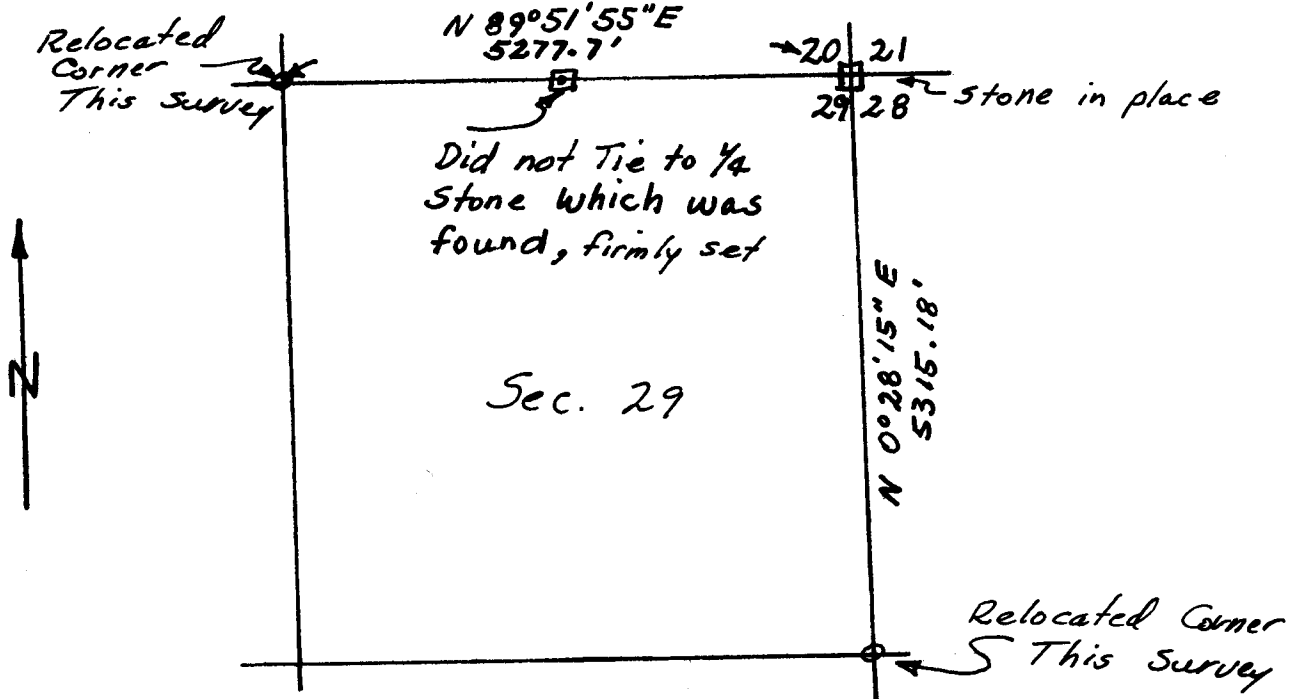 Relocated
Corner
This survey
N 89°51'55"E
5277.7'
20 21
29 28
stone in place
Did not Tie to 1/4
Stone which was
found, firmly set
N
Sec. 29
N 0°28'15" E
5315.18'
Relocated Corner
This Survey